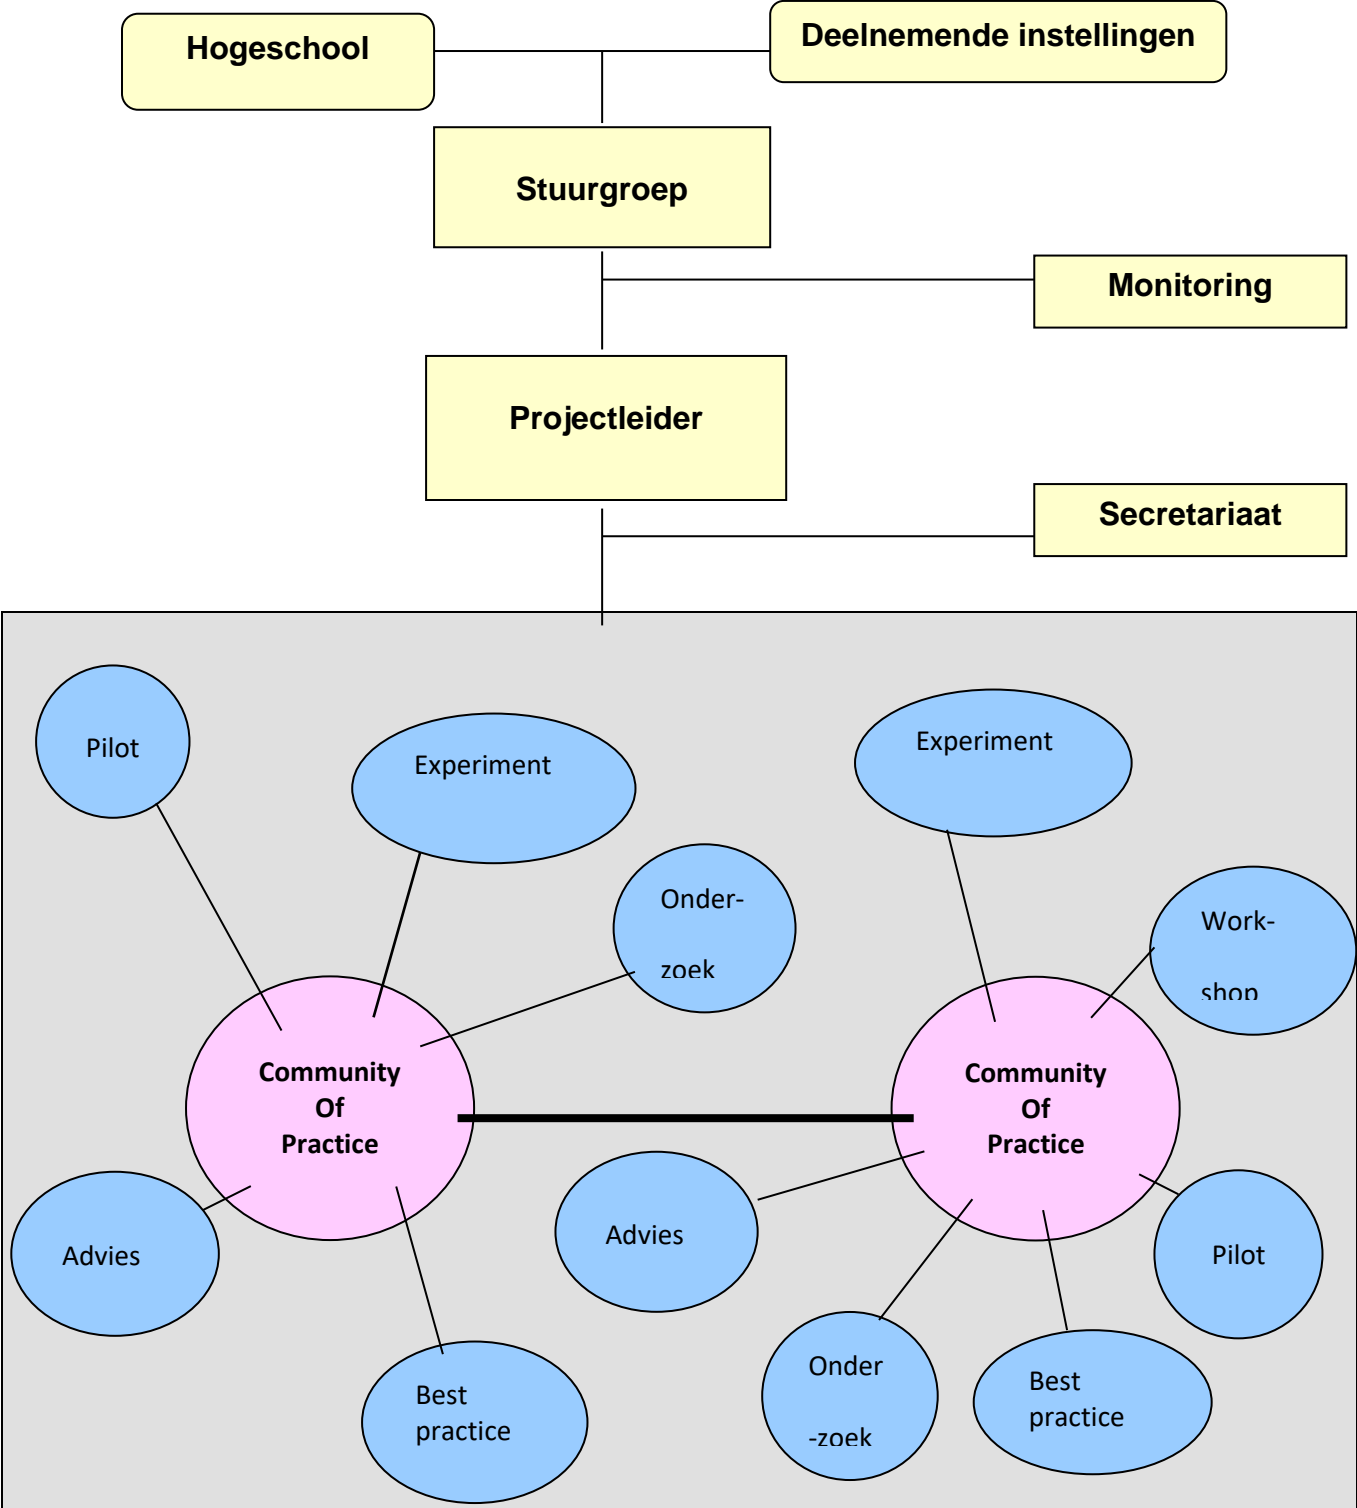 Hogeschool
Deelnemende instellingen
Stuurgroep
Monitoring
Projectleider
Secretariaat
Pilot
Experiment
Experiment
Onder-
zoek
Work-
shop
Community
Of
Practice
Community
Of
Practice
Advies
Advies
Pilot
Best
practice
Onder
-zoek
Best
practice